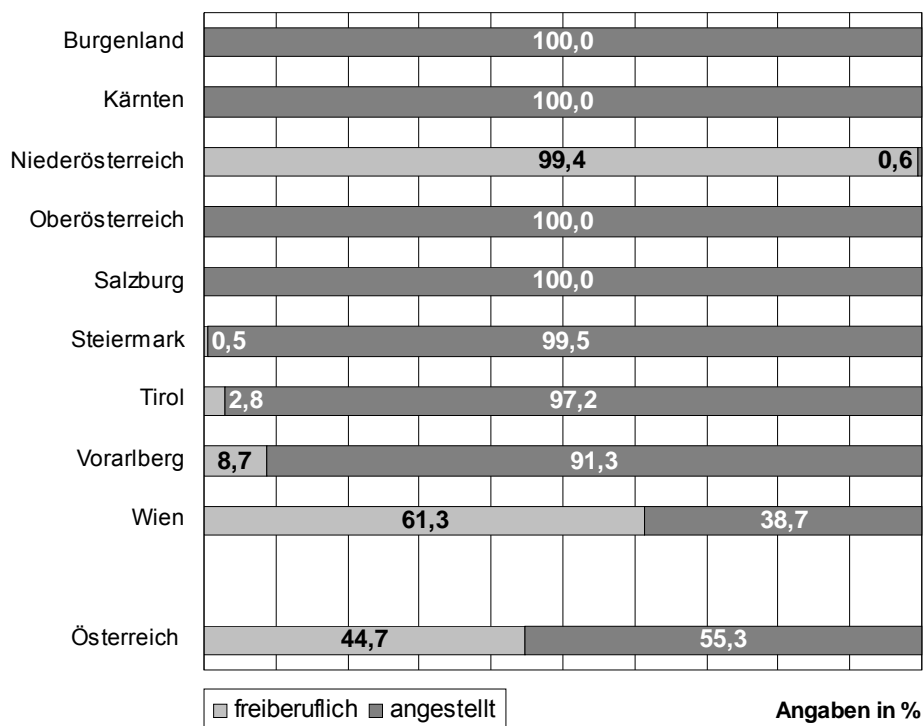 Burgenland 100,0
Kärnten 100,0
Niederösterreich 99,4 0,6
Oberösterreich 100,0
Salzburg 100,0
Steiermark 0,5 99,5
Tirol 2,8 97,2
Vorarlberg 8,7 91,3
Wien 61,3 38,7
Österreich 44,7 55,3
freiberuflich angestellt Angaben in %